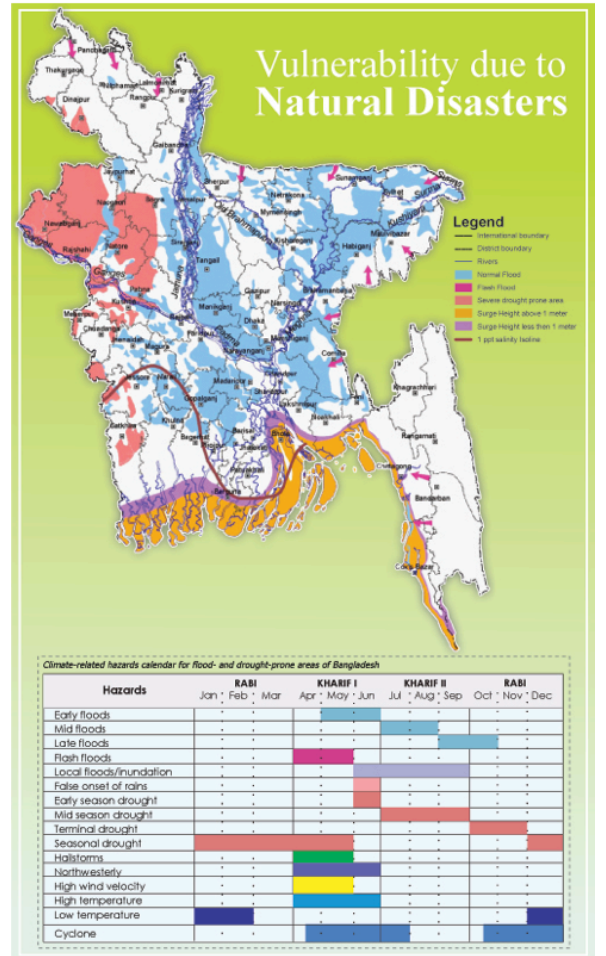 Vulnerability due to
Natural Disasters
Panchagarh
Thakurgaon
Nilphamari
Lalmonirhat
Rangpur
Kurigram
Dinajpur
Gaibandha
Jaypurhat
Sherpur
Sunamganj
Sylhet
Surma
Kushiyara
Naogaon
Bogra
Jamalpur
Netrakona
Nawabganj
Old Brahmaputra
Mymensingh
Kishoreganj
Maulvibazar
Habiganj
Rajshahi
Natore
Sirajganj
Tangail
Ganges
Pabna
Jamuna
Gazipur
Brahmanbaria
Kushtia
Manikganj
Dhaka
Narsingdi
Meherpur
Chuadanga
Faridpur
Narayanganj
Munshiganj
Comilla
Jhenaidah
Magura
Chandpur
Khagrachhari
Jessore
Narail
Madaripur
Shariatpur
Gopalganj
Lakshmipur
Feni
Noakhali
Satkhira
Khulna
Barisal
Rangamati
Bagerhat
Pirojpur
Jhalokati
Bhola
Patuakhali
Chittagong
Barguna
Bandarban
Cox's Bazar
Legend
International boundary
District boundary
Rivers
Normal Flood
Flash Flood
Severe drought prone area
Surge Height above 1 meter
Surge Height less then 1 meter
1 ppt salinity Isoline
Climate-related hazards calendar for flood- and drought-prone areas of Bangladesh
Hazards RABI KHARIF I KHARIF II RABI
Jan Feb Mar Apr May Jun Jul Aug Sep Oct Nov Dec
Early floods
Mid floods
Late floods
Flash floods
Local floods/inundation
False onset of rains
Early season drought
Mid season drought
Terminal drought
Seasonal drought
Hailstorms
Northwesterly
High wind velocity
High temperature
Low temperature
Cyclone